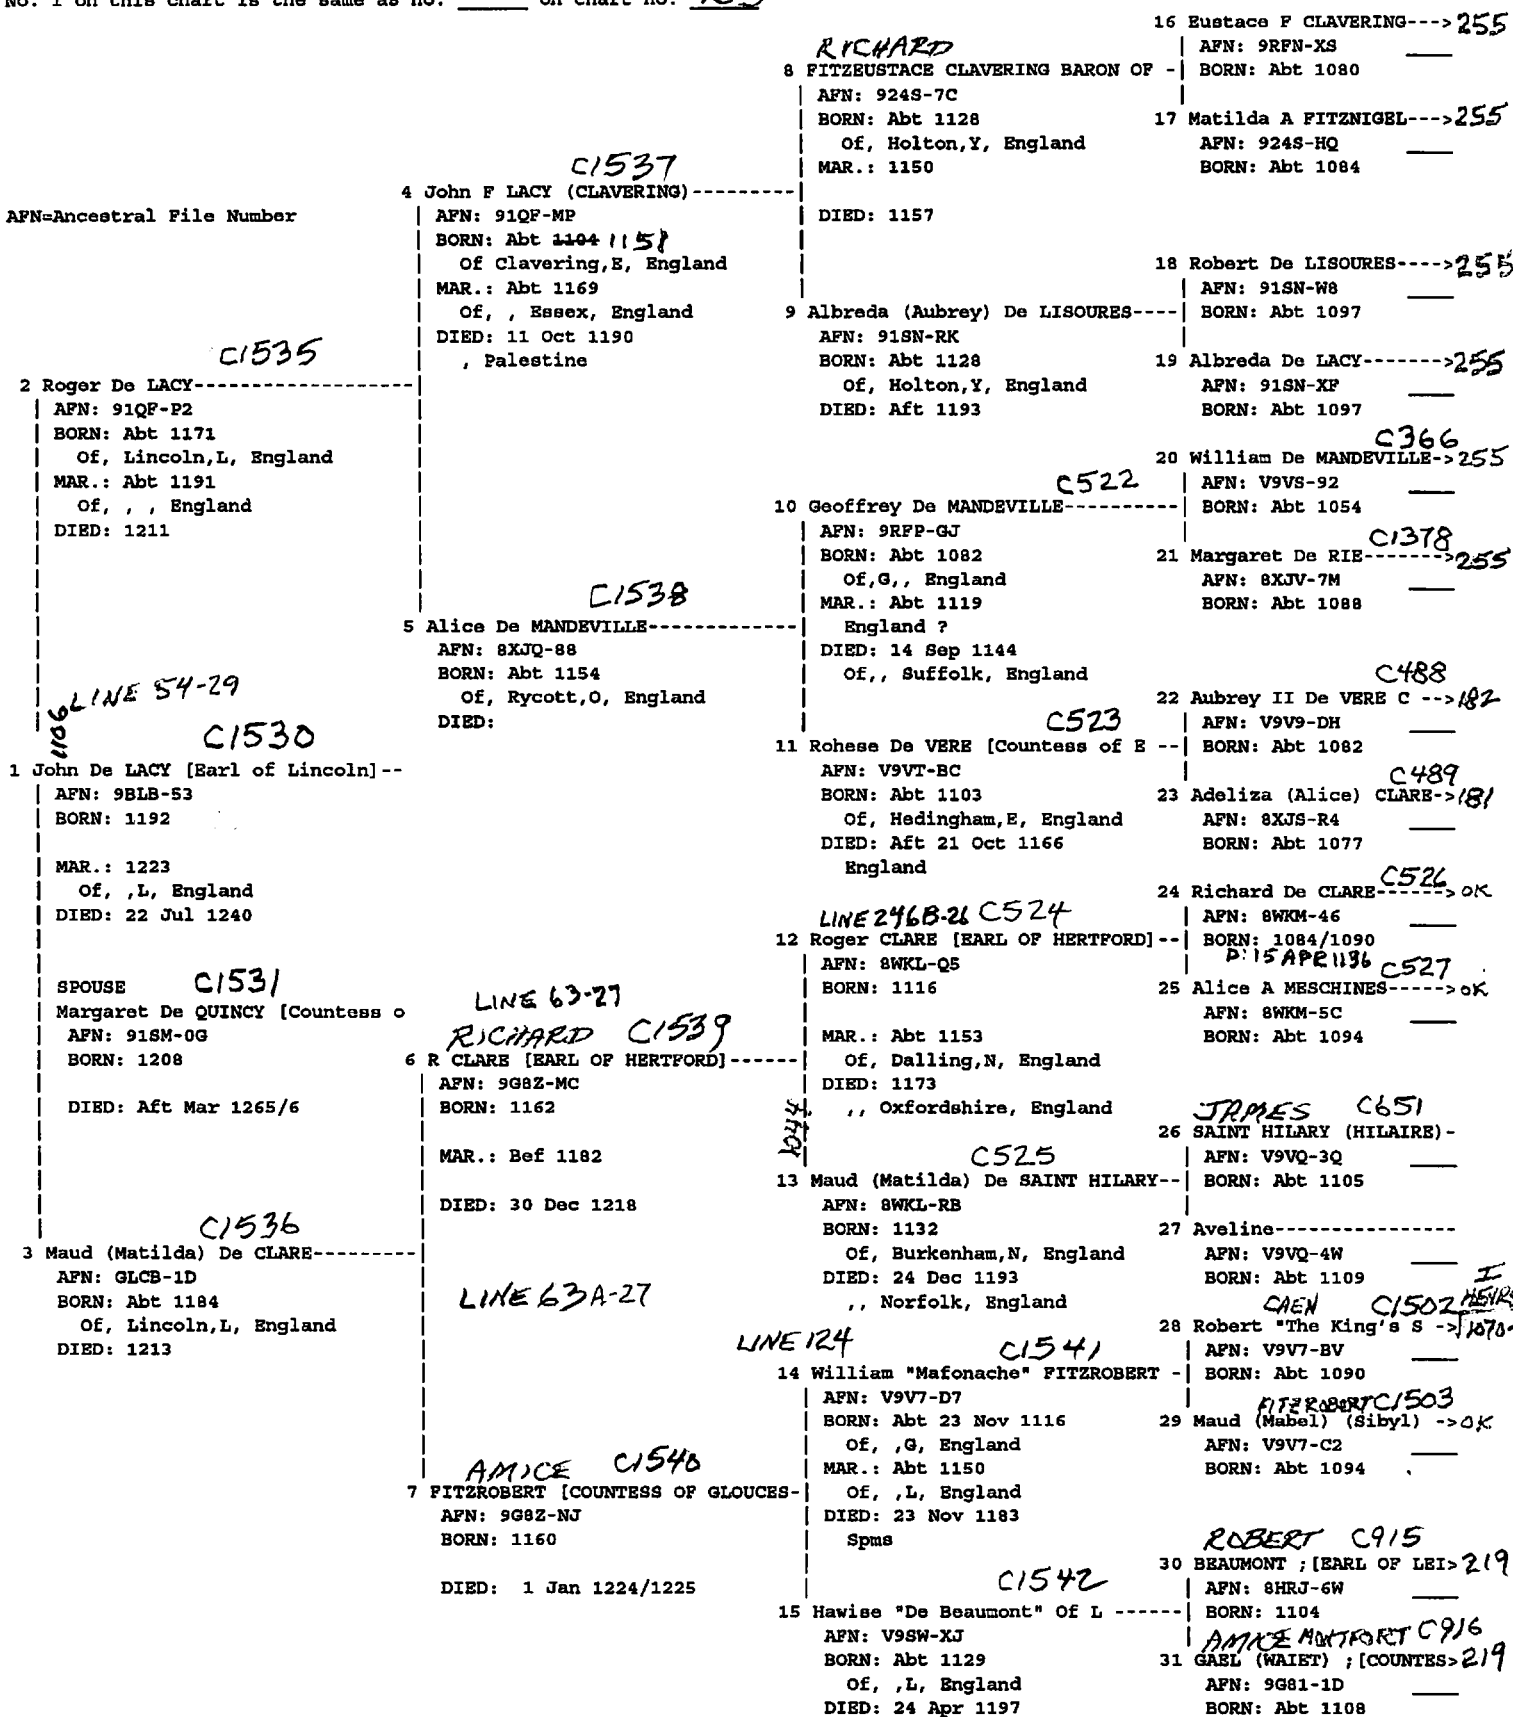 No. 1 on this chart is the same as no. _____ on chart no.
AFN=Ancestral File Number
C1535
2 Roger De LACY------------------
AFN: 91QF-P2
BORN: Abt 1171
Of, Lincoln,L, England
MAR.: Abt 1191
Of, , , England
DIED: 1211
1106 LINE 54-29
C1530
1 John De LACY [Earl of Lincoln]--
AFN: 9BLB-53
BORN: 1192
MAR.: 1223
Of, ,L, England
DIED: 22 Jul 1240
SPOUSE C1531
Margaret De QUINCY [Countess o
AFN: 91SM-0G
BORN: 1208
DIED: Aft Mar 1265/6
C1536
3 Maud (Matilda) De CLARE---------
AFN: GLCB-1D
BORN: Abt 1184
Of, Lincoln,L, England
DIED: 1213
C1537
4 John F LACY (CLAVERING)---------
AFN: 91QF-MP
BORN: Abt 1104 1158
Of Clavering,E, England
MAR.: Abt 1169
Of, , Essex, England
DIED: 11 Oct 1190
, Palestine
C1538
5 Alice De MANDEVILLE-------------
AFN: 8XJQ-88
BORN: Abt 1154
Of, Rycott,O, England
DIED:
LINE 63-27
RICHARD C1539
6 R CLARE [EARL OF HERTFORD]------
AFN: 9G8Z-MC
BORN: 1162
MAR.: Bef 1182
DIED: 30 Dec 1218
LINE 63A-27
AMICE C1540
7 FITZROBERT [COUNTESS OF GLOUCES-
AFN: 9G8Z-NJ
BORN: 1160
DIED: 1 Jan 1224/1225
RICHARD
8 FITZEUSTACE CLAVERING BARON OF -
AFN: 924S-7C
BORN: Abt 1128
Of, Holton,Y, England
MAR.: 1150
DIED: 1157
9 Albreda (Aubrey) De LISOURES----
AFN: 91SN-RK
BORN: Abt 1128
Of, Holton,Y, England
DIED: Aft 1193
C522
10 Geoffrey De MANDEVILLE----------
AFN: 9RFP-GJ
BORN: Abt 1082
Of,G,, England
MAR.: Abt 1119
England ?
DIED: 14 Sep 1144
Of,, Suffolk, England
C523
11 Rohese De VERE [Countess of E --
AFN: V9VT-BC
BORN: Abt 1103
Of, Hedingham,E, England
DIED: Aft 21 Oct 1166
England
LINE 246B-26 C524
12 Roger CLARE [EARL OF HERTFORD]--
AFN: 8WKL-Q5
BORN: 1116
MAR.: Abt 1153
Of, Dalling,N, England
DIED: 1173
,, Oxfordshire, England
C525
13 Maud (Matilda) De SAINT HILARY--
AFN: 8WKL-RB
BORN: 1132
Of, Burkenham,N, England
DIED: 24 Dec 1193
,, Norfolk, England
LINE 124 C1541
14 William "Mafonache" FITZROBERT -
AFN: V9V7-D7
BORN: Abt 23 Nov 1116
Of, ,G, England
MAR.: Abt 1150
Of, ,L, England
DIED: 23 Nov 1183
Spms
C1542
15 Hawise "De Beaumont" Of L ------
AFN: V9SW-XJ
BORN: Abt 1129
Of, ,L, England
DIED: 24 Apr 1197
16 Eustace F CLAVERING---> 255
AFN: 9RFN-XS
BORN: Abt 1080
17 Matilda A FITZNIGEL---> 255
AFN: 924S-HQ
BORN: Abt 1084
18 Robert De LISOURES----> 255
AFN: 91SN-W8
BORN: Abt 1097
19 Albreda De LACY-------> 255
AFN: 91SN-XF
BORN: Abt 1097
C366
20 William De MANDEVILLE-> 255
AFN: V9VS-92
BORN: Abt 1054
C1378
21 Margaret De RIE-------> 255
AFN: 8XJV-7M
BORN: Abt 1088
C488
22 Aubrey II De VERE C --> 182
AFN: V9V9-DH
BORN: Abt 1082
C489
23 Adeliza (Alice) CLARE-> 181
AFN: 8XJS-R4
BORN: Abt 1077
C526
24 Richard De CLARE------> OK
AFN: 8WKM-46
BORN: 1084/1090
D: 15 APR 1136 C527
25 Alice A MESCHINES-----> OK
AFN: 8WKM-5C
BORN: Abt 1094
JAMES C651
26 SAINT HILARY (HILAIRE)-
AFN: V9VQ-3Q
BORN: Abt 1105
27 Aveline----------------
AFN: V9VQ-4W
BORN: Abt 1109
CAEN C1502
28 Robert "The King's S -> 1070-
AFN: V9V7-BV
BORN: Abt 1090
FITZROBERT C1503
29 Maud (Mabel) (Sibyl) -> OK
AFN: V9V7-C2
BORN: Abt 1094
ROBERT C915
30 BEAUMONT ;[EARL OF LEI> 219
AFN: 8HRJ-6W
BORN: 1104
AMICE MONTFORT C916
31 GAEL (WAIET) ;[COUNTES> 219
AFN: 9G81-1D
BORN: Abt 1108